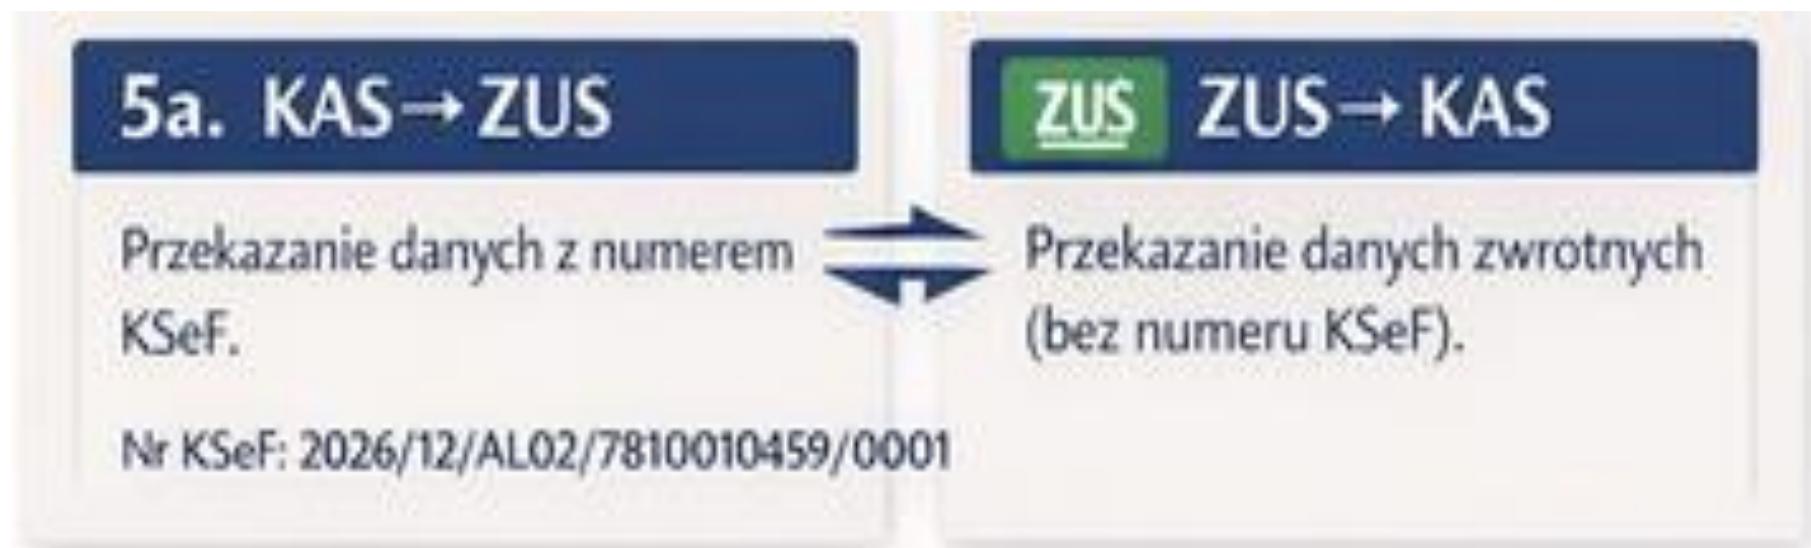 5a. KAS→ZUS
Przekazanie danych z numerem
KSeF.
Nr KSeF: 2026/12/AL02/7810010459/0001
ZUS ZUS→KAS
Przekazanie danych zwrotnych
(bez numeru KSeF).